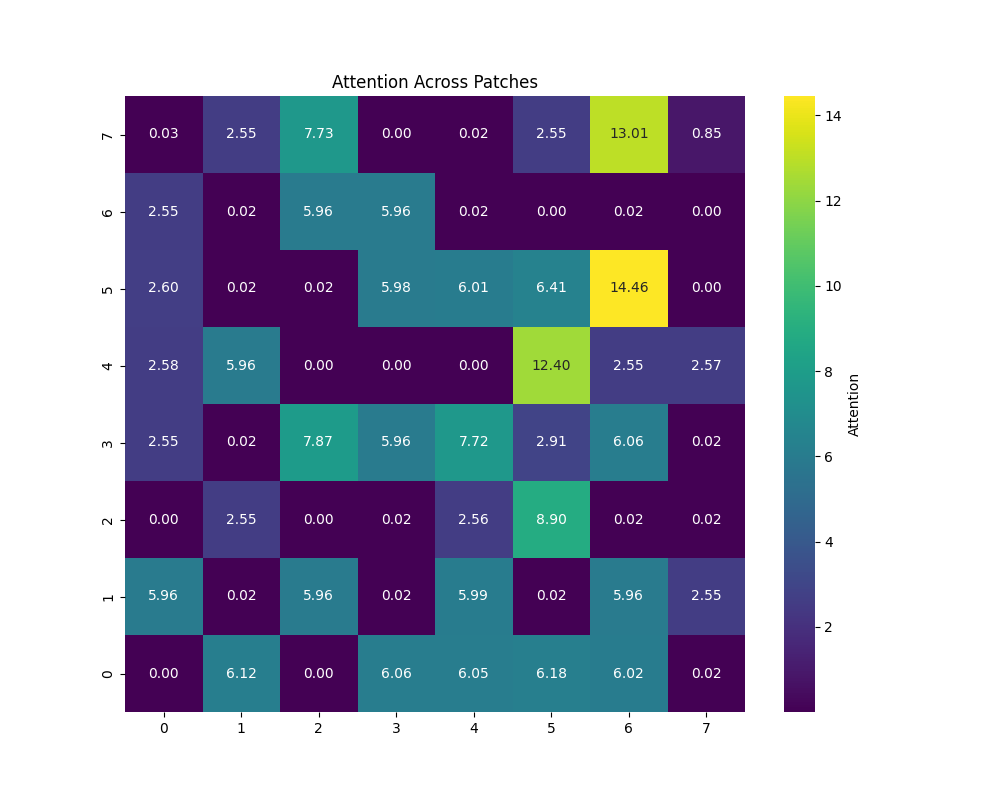 Attention Across Patches
7 0.03 2.55 7.73 0.00 0.02 2.55 13.01 0.85
6 2.55 0.02 5.96 5.96 0.02 0.00 0.02 0.00
5 2.60 0.02 0.02 5.98 6.01 6.41 14.46 0.00
4 2.58 5.96 0.00 0.00 0.00 12.40 2.55 2.57
3 2.55 0.02 7.87 5.96 7.72 2.91 6.06 0.02
2 0.00 2.55 0.00 0.02 2.56 8.90 0.02 0.02
1 5.96 0.02 5.96 0.02 5.99 0.02 5.96 2.55
0 0.00 6.12 0.00 6.06 6.05 6.18 6.02 0.02
0 1 2 3 4 5 6 7
14
12
10
8
6
4
2
Attention